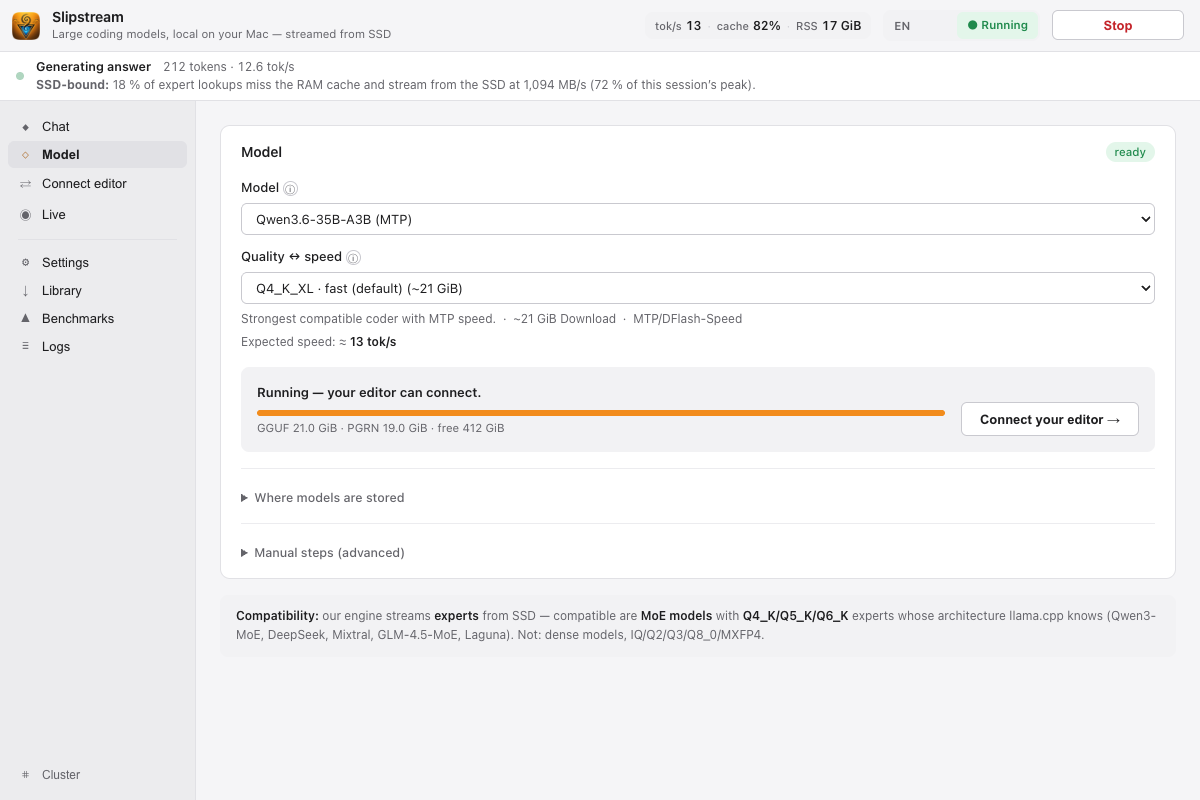 Slipstream
Large coding models, local on your Mac — streamed from SSD
tok/s 13 · cache 82% · RSS 17 GiB
EN
Running
Stop
Generating answer 212 tokens · 12.6 tok/s
SSD-bound: 18 % of expert lookups miss the RAM cache and stream from the SSD at 1,094 MB/s (72 % of this session's peak).
Chat
Model
Connect editor
Live
Settings
Library
Benchmarks
Logs
Cluster
Model
ready
Model ⓘ
Qwen3.6-35B-A3B (MTP)
Quality ↔ speed ⓘ
Q4_K_XL · fast (default) (~21 GiB)
Strongest compatible coder with MTP speed. · ~21 GiB Download · MTP/DFlash-Speed
Expected speed: ≈ 13 tok/s
Running — your editor can connect.
GGUF 21.0 GiB · PGRN 19.0 GiB · free 412 GiB
Connect your editor →
Where models are stored
Manual steps (advanced)
Compatibility: our engine streams experts from SSD — compatible are MoE models with Q4_K/Q5_K/Q6_K experts whose architecture llama.cpp knows (Qwen3-
MoE, DeepSeek, Mixtral, GLM-4.5-MoE, Laguna). Not: dense models, IQ/Q2/Q3/Q8_0/MXFP4.